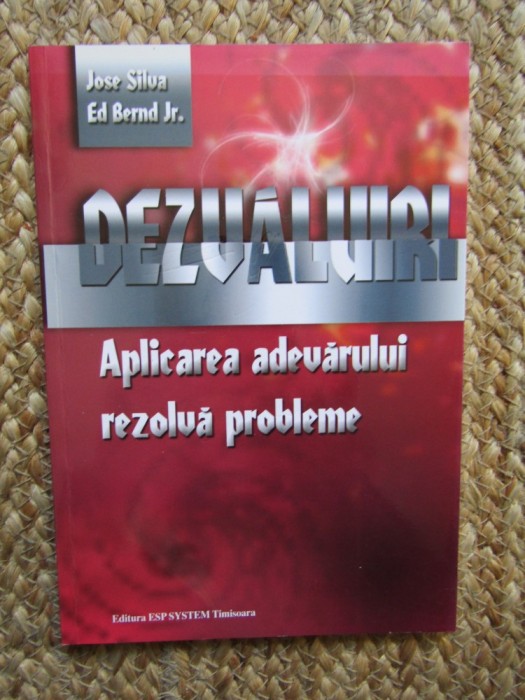 Jose Silva
Ed Bernd Jr.
DEZVĂLUIRI
Aplicarea adevărului
rezolvă probleme
Editura ESP SYSTEM Timisoara